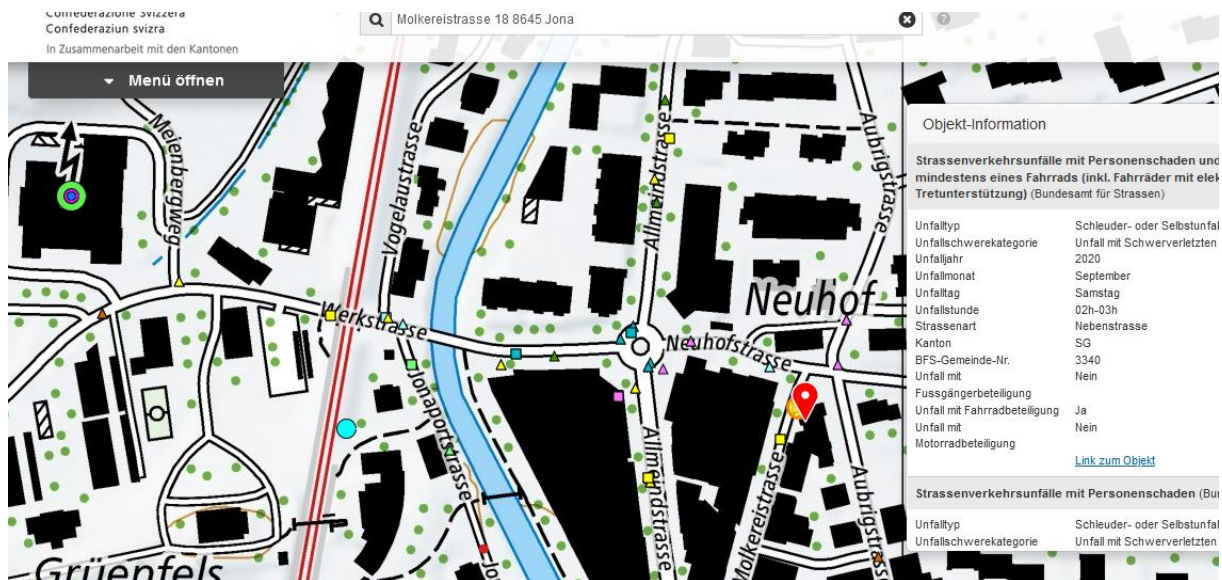 Confederazione Svizzera
Confederaziun svizra
In Zusammenarbeit mit den Kantonen
Molkereistrasse 18 8645 Jona
Menü öffnen
Meienbergweg
Vogelaustrasse
Allmeindstrasse
Aubrigstrasse
Neuhof
Werkstrasse
Neuhofstrasse
Jonaportstrasse
Allmeindstrasse
Molkereistrasse
Aubrigstrasse
Grüenfels
Jo
Objekt-Information
Strassenverkehrsunfälle mit Personenschaden und
mindestens eines Fahrrads (inkl. Fahrräder mit elek
Tretunterstützung) (Bundesamt für Strassen)
Unfalltyp Schleuder- oder Selbstunfal
Unfallschwerekategorie Unfall mit Schwerverletzten
Unfalljahr 2020
Unfallmonat September
Unfalltag Samstag
Unfallstunde 02h-03h
Strassenart Nebenstrasse
Kanton SG
BFS-Gemeinde-Nr. 3340
Unfall mit Nein
Fussgängerbeteiligung
Unfall mit Fahrradbeteiligung Ja
Unfall mit Nein
Motorradbeteiligung
Link zum Objekt
Strassenverkehrsunfälle mit Personenschaden (Bun
Unfalltyp Schleuder- oder Selbstunfal
Unfallschwerekategorie Unfall mit Schwerverletzten